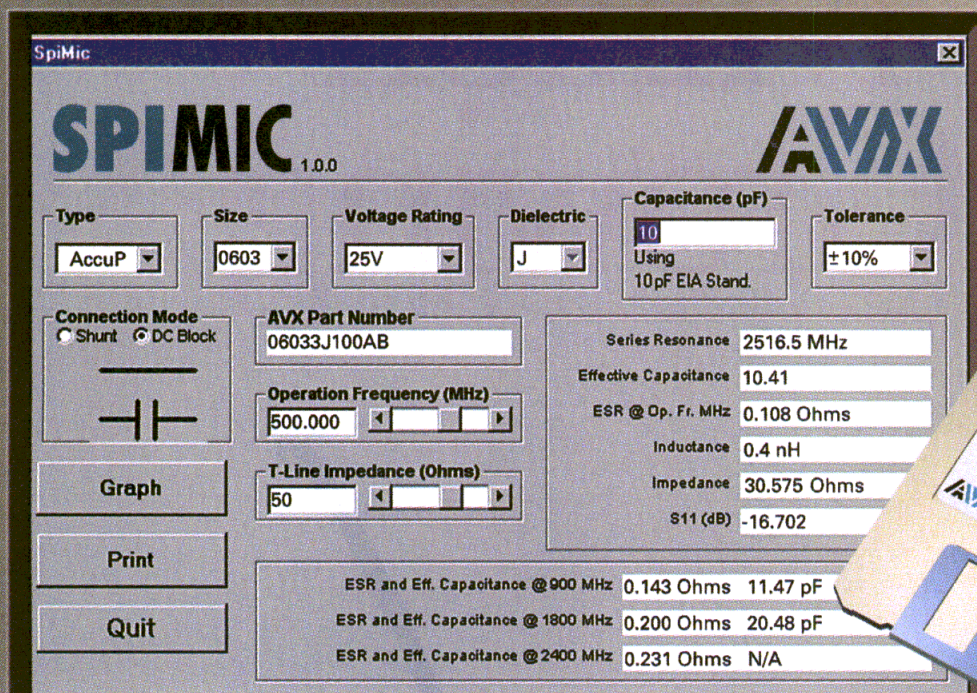 SpiMic
SPIMIC 1.0.0
AVX
Type
AccuP
Size
0603
Voltage Rating
25V
Dielectric
J
Capacitance (pF)
10
Using
10pF EIA Stand.
Tolerance
±10%
Connection Mode
Shunt DC Block
AVX Part Number
06033J100AB
Operation Frequency (MHz)
500.000
T-Line Impedance (Ohms)
50
Series Resonance 2516.5 MHz
Effective Capacitance 10.41
ESR @ Op. Fr. MHz 0.108 Ohms
Inductance 0.4 nH
Impedance 30.575 Ohms
S11 (dB) -16.702
Graph
Print
Quit
ESR and Eff. Capacitance @ 900 MHz 0.143 Ohms 11.47 pF
ESR and Eff. Capacitance @ 1800 MHz 0.200 Ohms 20.48 pF
ESR and Eff. Capacitance @ 2400 MHz 0.231 Ohms N/A